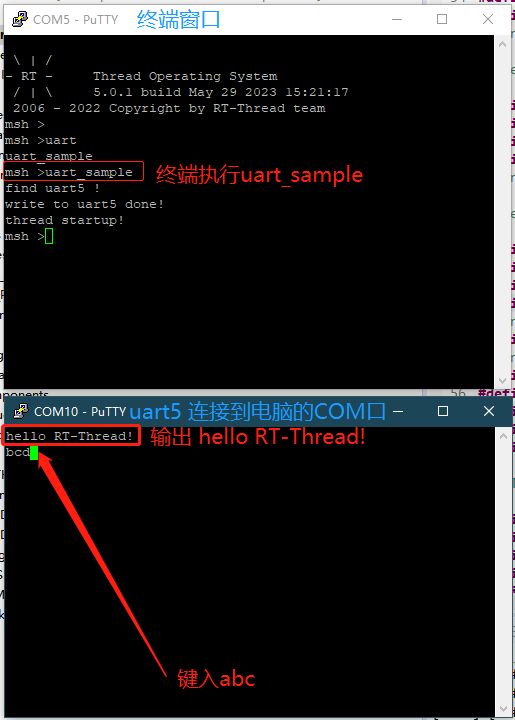 COM5 - PuTTY 终端窗口
\ | /
- RT -     Thread Operating System
/ | \     5.0.1 build May 29 2023 15:21:17
2006 - 2022 Copyright by RT-Thread team
msh >
msh >uart
uart_sample
msh >uart_sample 终端执行uart_sample
find uart5 !
write to uart5 done!
thread startup!
msh >
COM10 - PuTTY uart5 连接到电脑的COM口
hello RT-Thread! 输出 hello RT-Thread!
bcd
键入abc